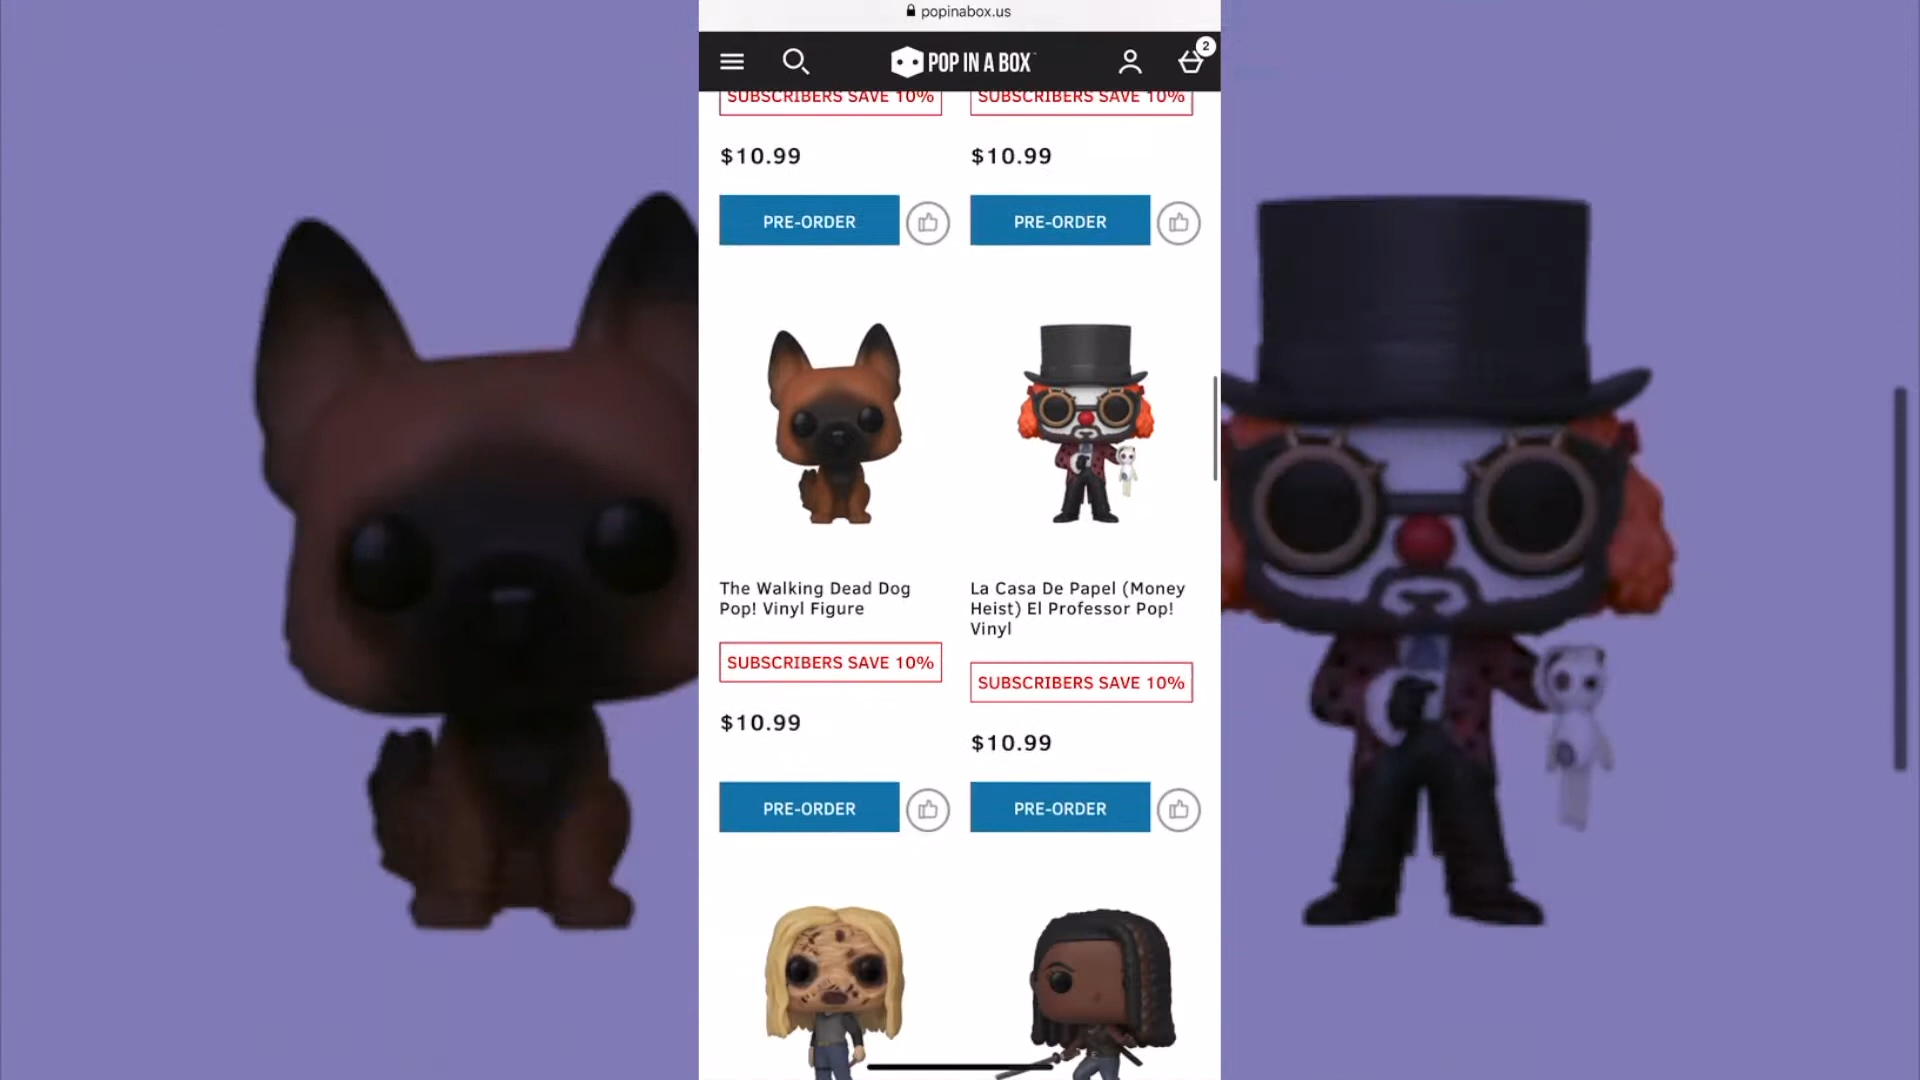 popinabox.us
POP IN A BOX
2
SUBSCRIBERS SAVE 10%
SUBSCRIBERS SAVE 10%
$10.99
$10.99
PRE-ORDER
PRE-ORDER
The Walking Dead Dog
Pop! Vinyl Figure
SUBSCRIBERS SAVE 10%
$10.99
PRE-ORDER
La Casa De Papel (Money
Heist) El Professor Pop!
Vinyl
SUBSCRIBERS SAVE 10%
$10.99
PRE-ORDER